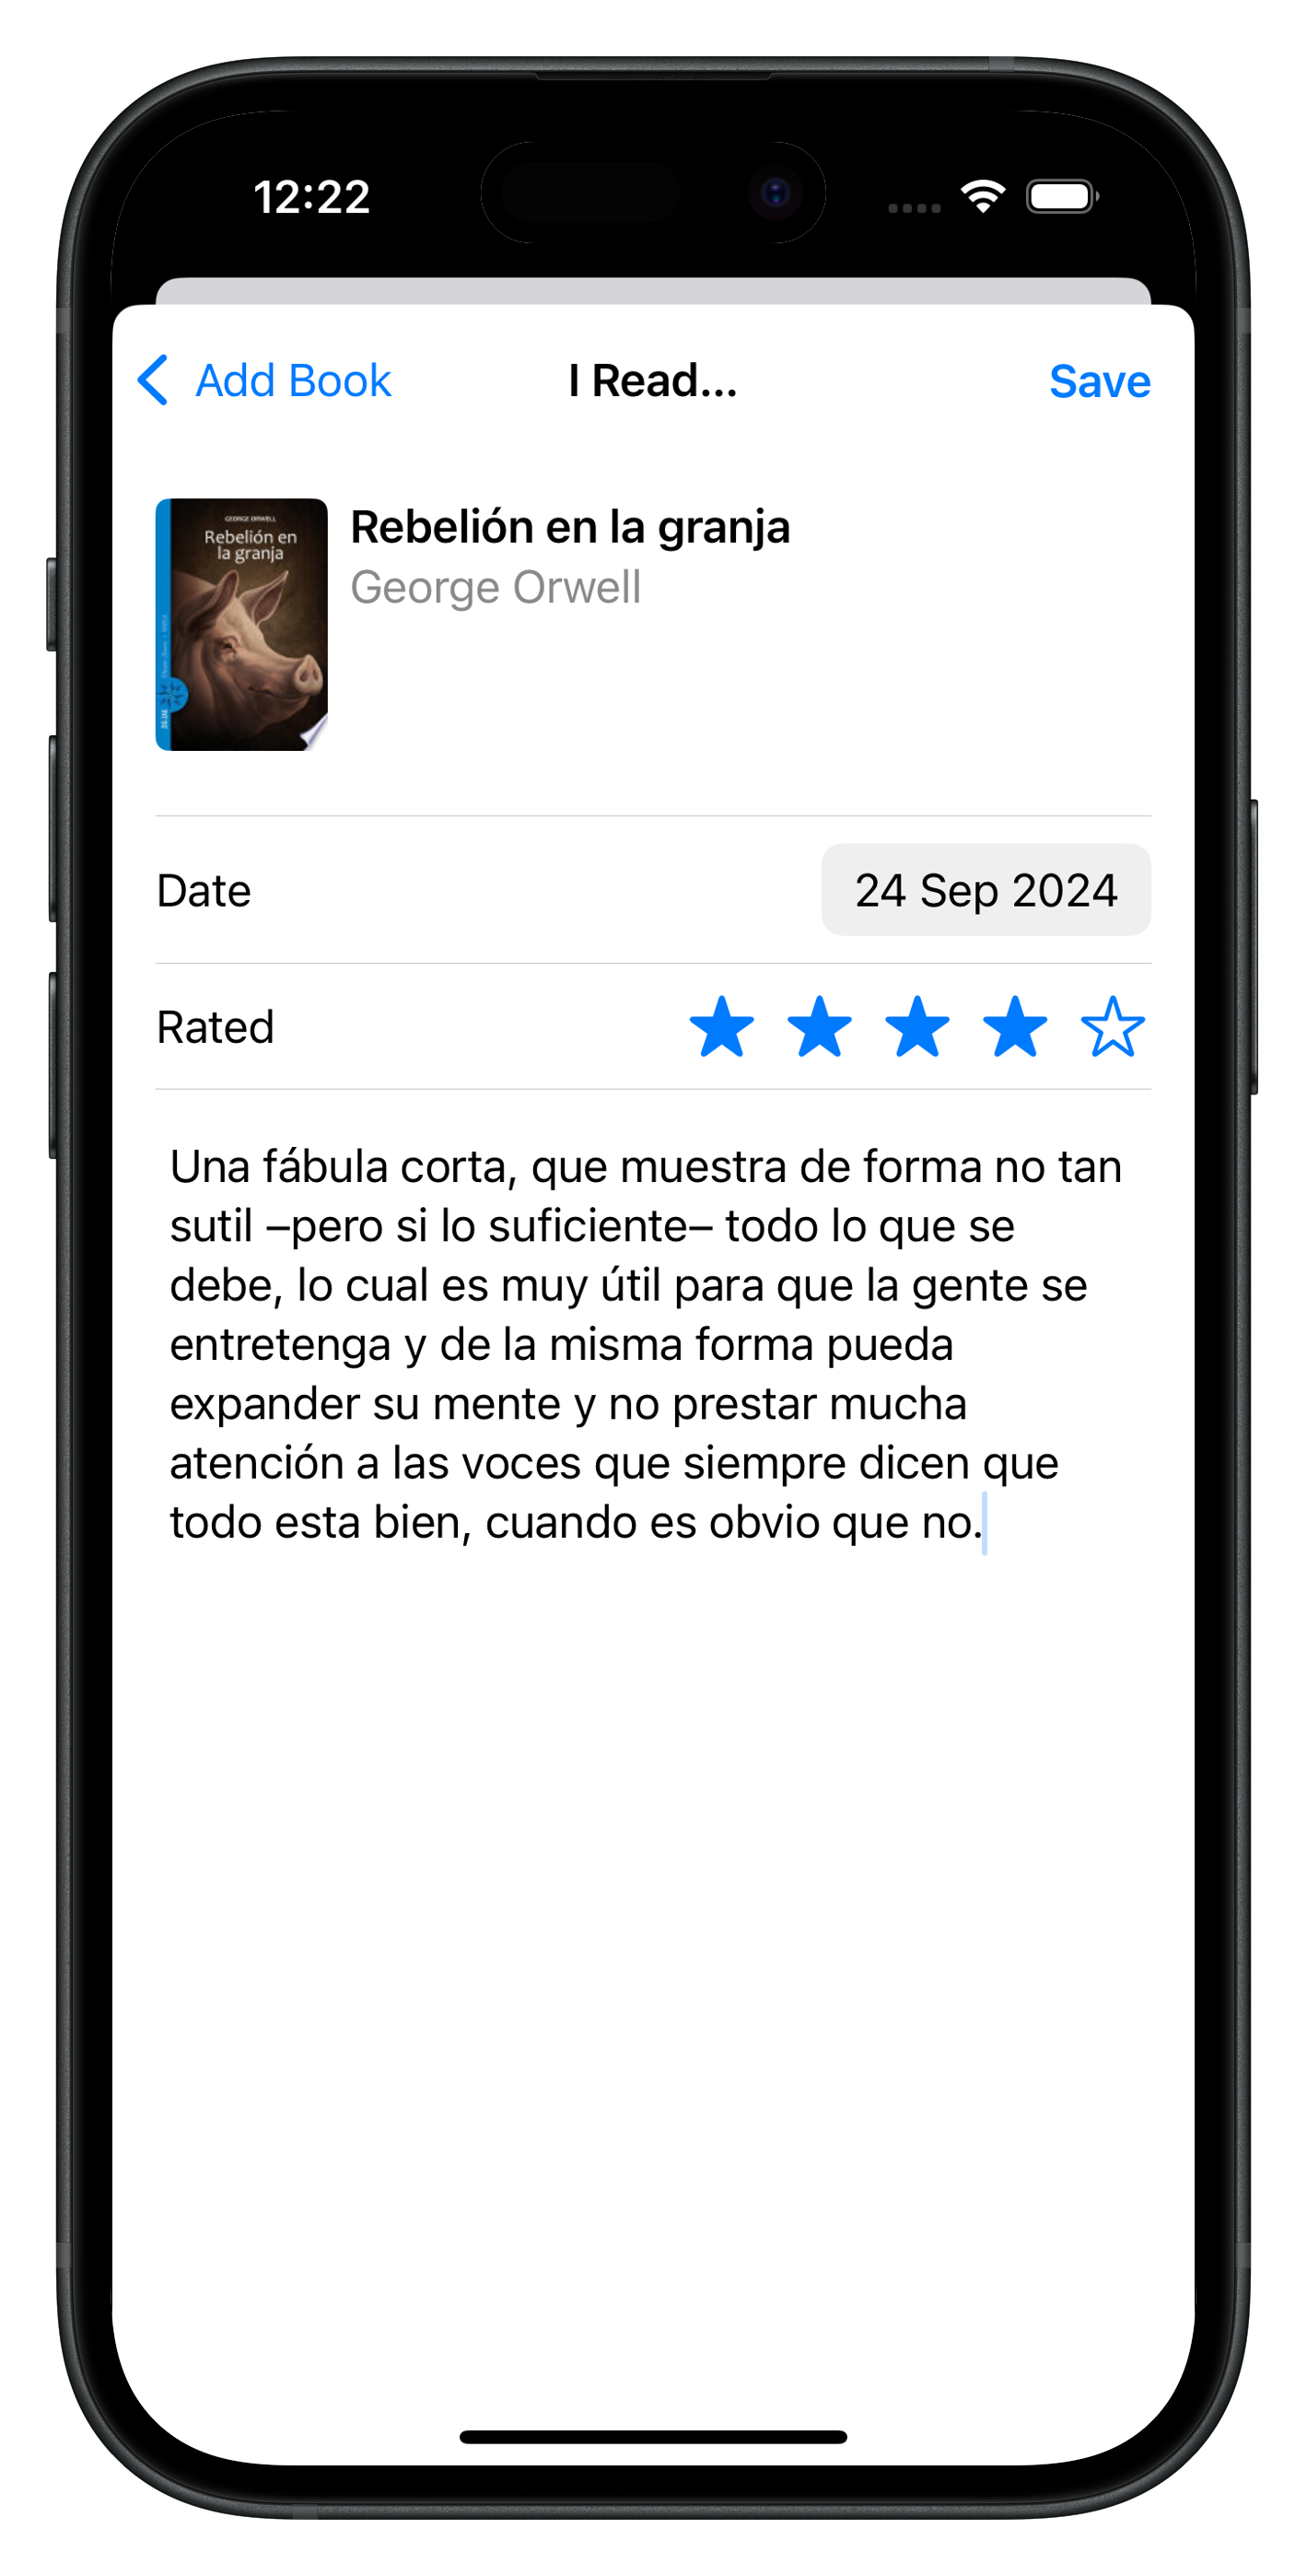 12:22
Add Book
I Read...
Save
GEORGE ORWELL
Rebelión en
la granja
Rebelión en la granja
George Orwell
Date
24 Sep 2024
Rated
Una fábula corta, que muestra de forma no tan
sutil –pero si lo suficiente– todo lo que se
debe, lo cual es muy útil para que la gente se
entretenga y de la misma forma pueda
expander su mente y no prestar mucha
atención a las voces que siempre dicen que
todo esta bien, cuando es obvio que no.